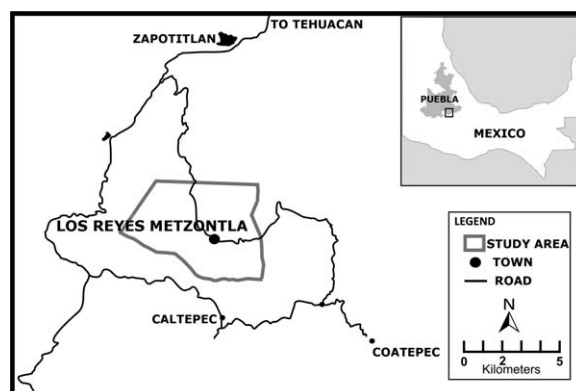 TO TEHUACAN
ZAPOTITLAN
PUEBLA
MEXICO
LOS REYES METZONTLA
LEGEND
STUDY AREA
TOWN
ROAD
N
CALTEPEC
COATEPEC
0 2 5
Kilometers